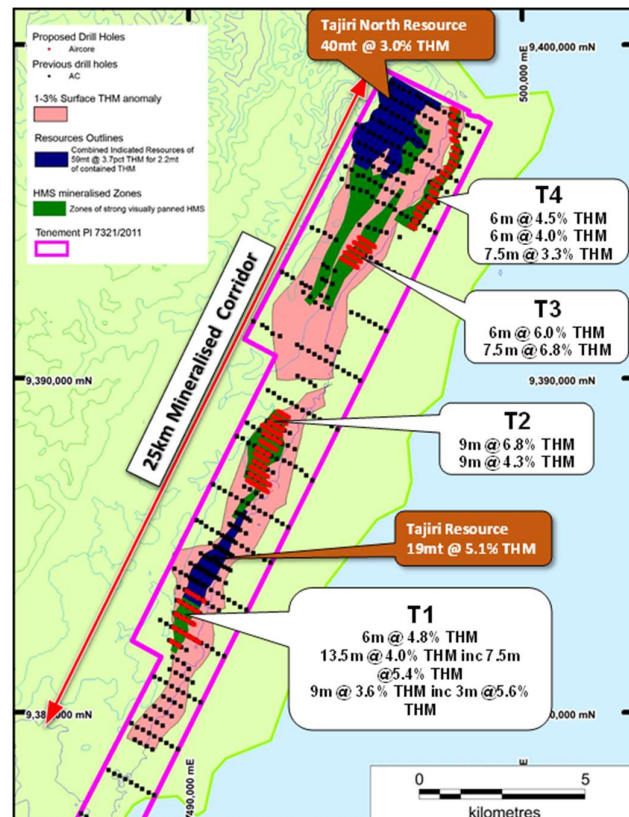 Proposed Drill Holes
Aircore
Previous drill holes
AC
1-3% Surface THM anomaly
Resources Outlines
Combined Indicated Resources of
59mt @ 3.7pct THM for 2.2mt
of contained THM
HMS mineralised Zones
Zones of strong visually panned HMS
Tenement Pl 7321/2011
Tajiri North Resource
40mt @ 3.0% THM
9,400,000 mN
500,000 mE
T4
6m @ 4.5% THM
6m @ 4.0% THM
7.5m @ 3.3% THM
T3
6m @ 6.0% THM
7.5m @ 6.8% THM
25km Mineralised Corridor
9,390,000 mN
9,390,000 mN
T2
9m @ 6.8% THM
9m @ 4.3% THM
Tajiri Resource
19mt @ 5.1% THM
T1
6m @ 4.8% THM
13.5m @ 4.0% THM inc 7.5m
@5.4% THM
9m @ 3.6% THM inc 3m @5.6%
THM
mN
0,000 mN
490,000 mE
0 5
kilometres